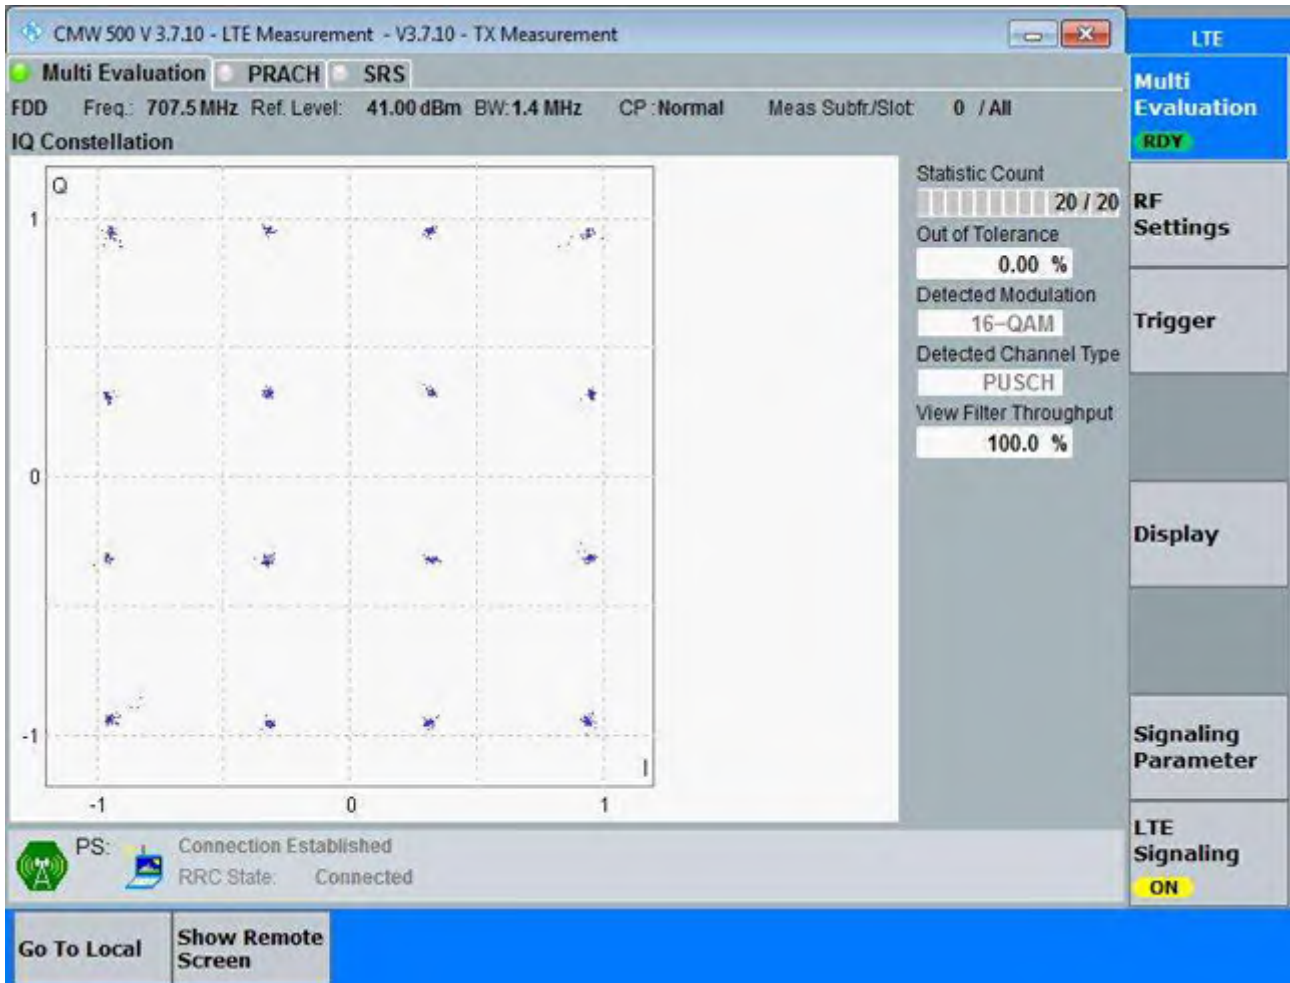 CMW 500 V 3.7.10 - LTE Measurement - V3.7.10 - TX Measurement
LTE
Multi Evaluation PRACH SRS
FDD Freq.: 707.5 MHz Ref. Level: 41.00 dBm BW: 1.4 MHz CP : Normal Meas Subfr./Slot: 0 / All
IQ Constellation
Q
1
0
-1
I
-1 0 1
Statistic Count
20 / 20
Out of Tolerance
0.00 %
Detected Modulation
16-QAM
Detected Channel Type
PUSCH
View Filter Throughput
100.0 %
Multi
Evaluation
RDY
RF
Settings
Trigger
Display
Signaling
Parameter
LTE
Signaling
ON
PS: Connection Established
RRC State: Connected
Go To Local
Show Remote
Screen